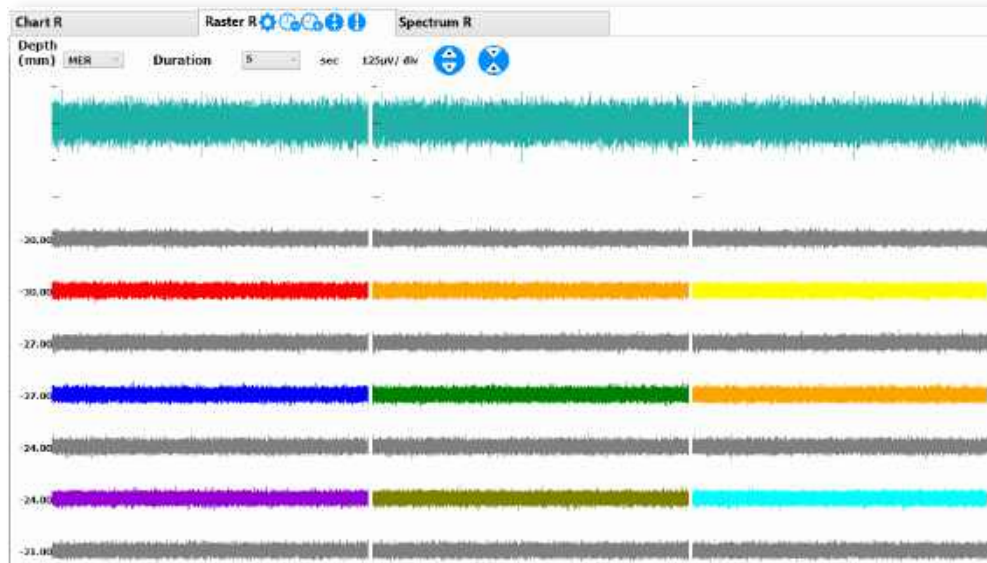 Chart R Raster R Spectrum R
Depth
(mm) MER Duration 5 sec 125µV/ div
-30.00
-30.00
-27.00
-27.00
-24.00
-24.00
-21.00